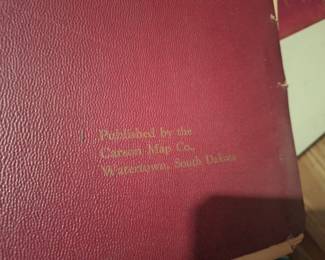 Published by the
Carson Map Co.,
Watertown, South Dakota